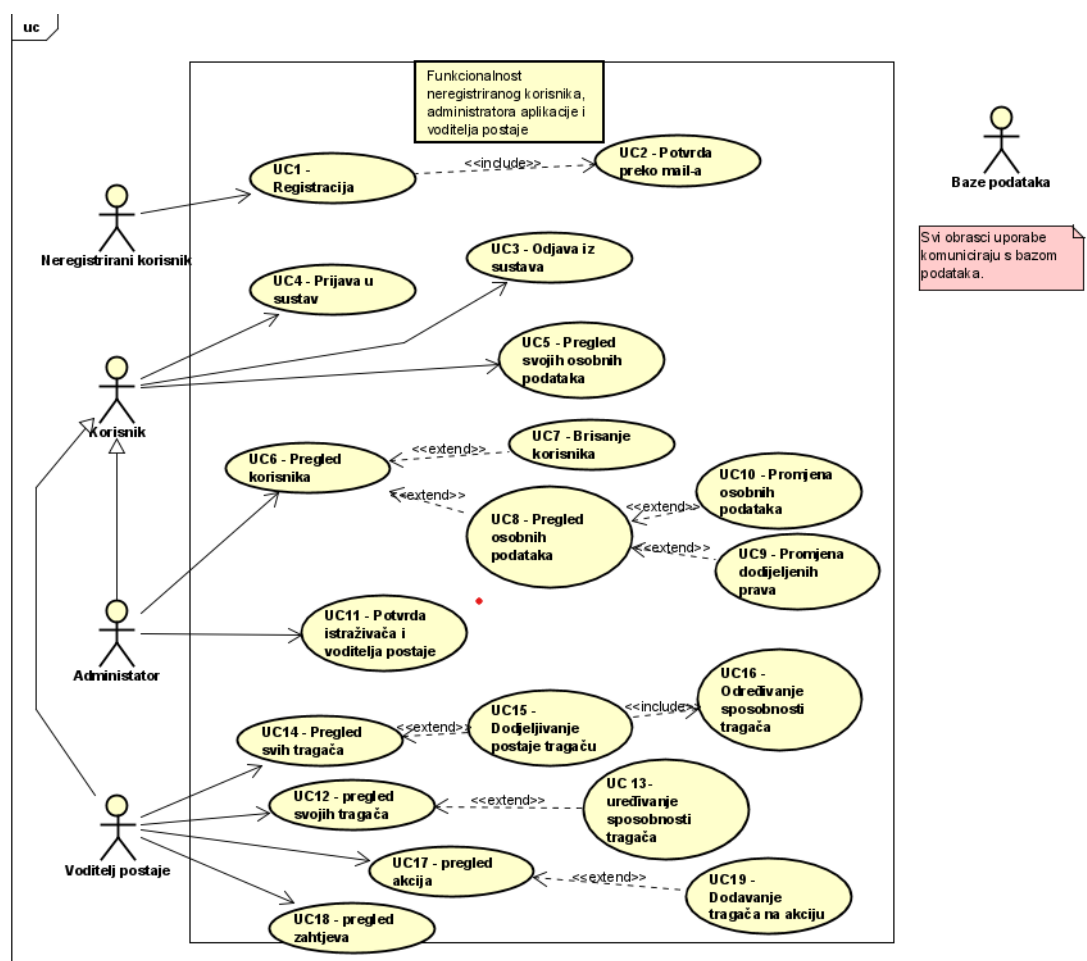 uc
Funkcionalnost
neregistriranog korisnika,
administratora aplikacije i
voditelja postaje
UC1 -
Registracija
<<include>>
UC2 - Potvrda
preko mail-a
Baze podataka
Neregistrirani korisnik
Svi obrasci uporabe
komuniciraju s bazom
podataka.
UC3 - Odjava iz
sustava
UC4 - Prijava u
sustav
UC5 - Pregled
svojih osobnih
podataka
Korisnik
UC6 - Pregled
korisnika
<<extend>>
UC7 - Brisanje
korisnika
<<extend>>
UC8 - Pregled
osobnih
podataka
<<extend>>
UC10 - Promjena
osobnih
podataka
<<extend>>
UC9 - Promjena
dodijeljenih
prava
UC11 - Potvrda
istraživača i
voditelja postaje
Administator
UC14 - Pregled
svih tragača
<<extend>>
UC15 -
Dodjeljivanje
postaje tragaču
<<include>>
UC16 -
Određivanje
sposobnosti
tragača
UC12 - pregled
svojih tragača
<<extend>>
UC 13-
uređivanje
sposobnosti
tragača
Voditelj postaje
UC17 - pregled
akcija
<<extend>>
UC19 -
Dodavanje
tragača na akciju
UC18 - pregled
zahtjeva